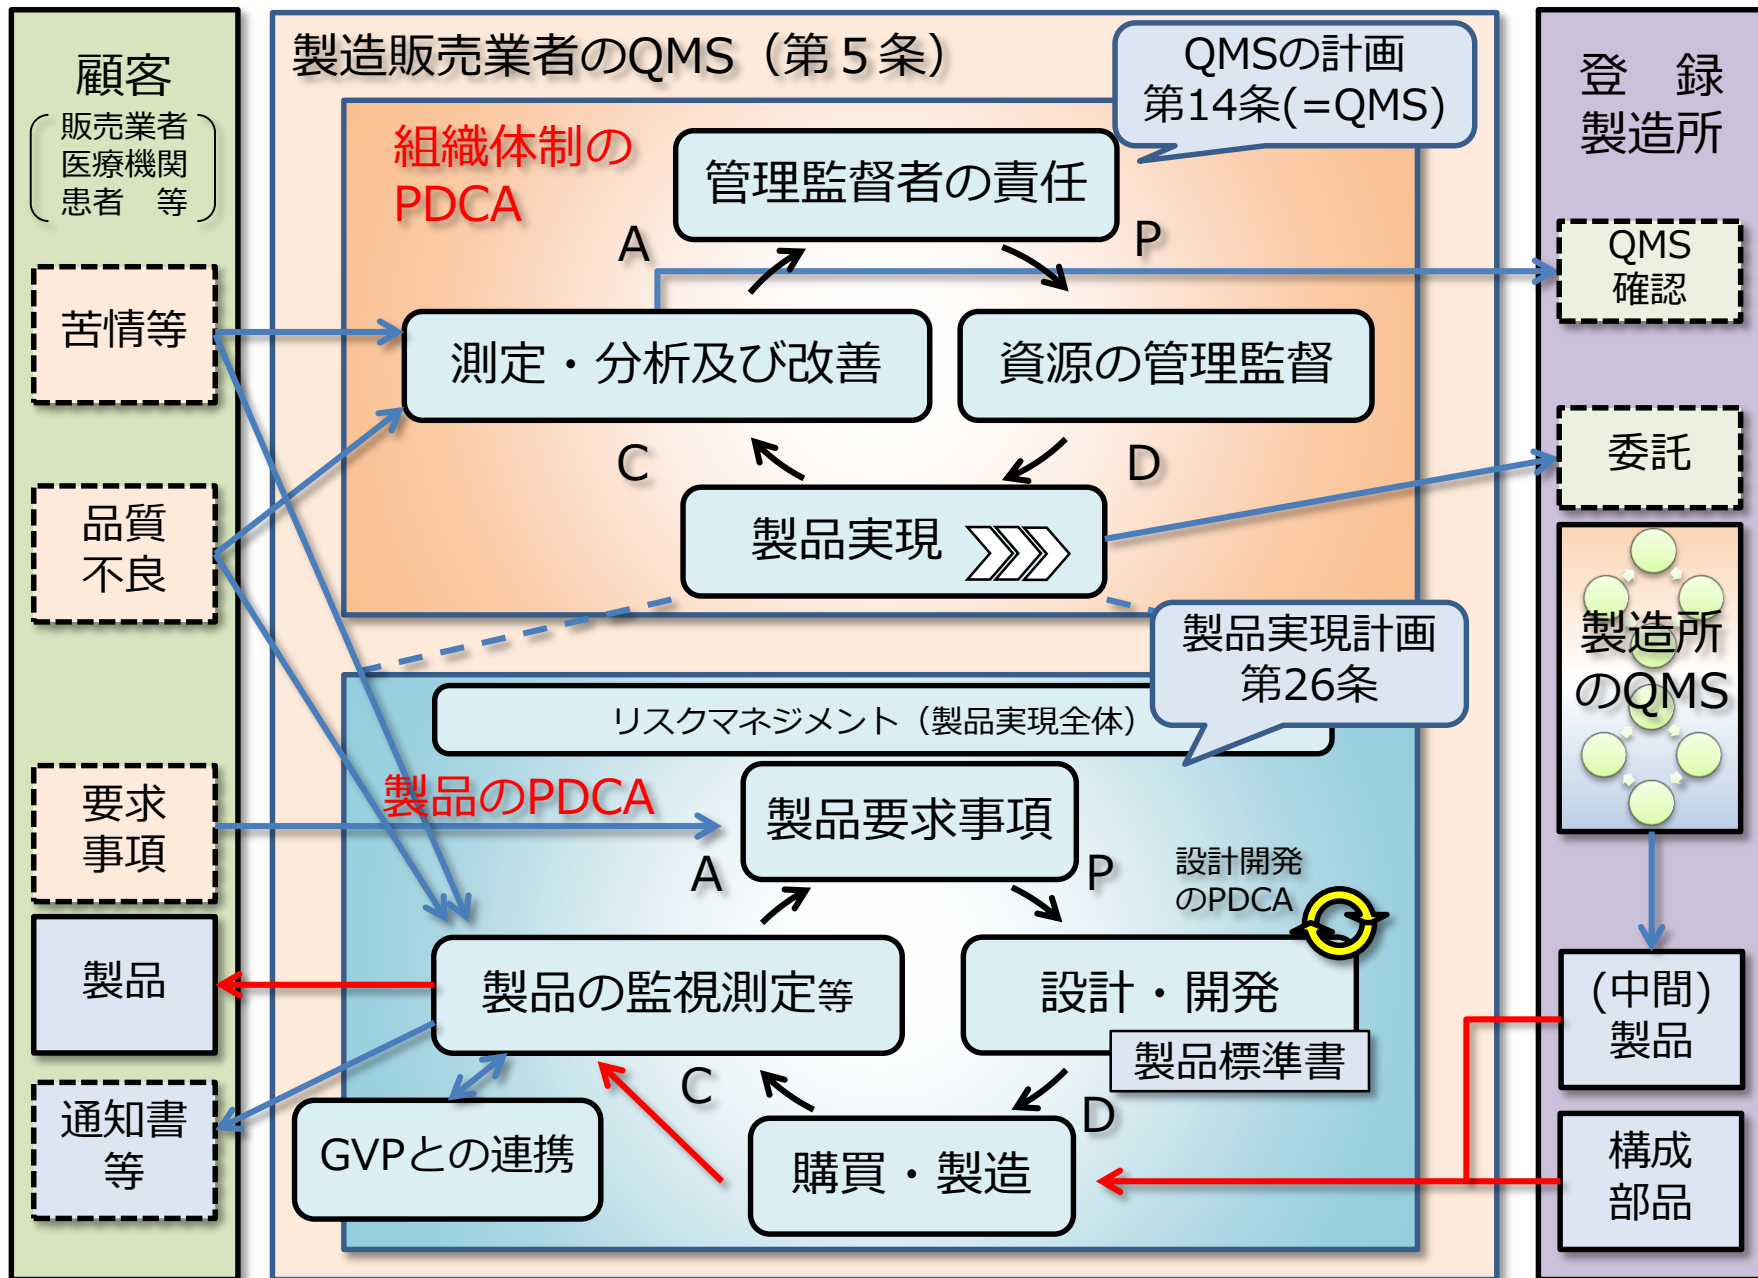 顧客
販売業者
医療機関
患者　等
苦情等
品質
不良
要求
事項
製品
通知書
等
製造販売業者のQMS（第５条）
QMSの計画
第14条(=QMS)
組織体制の
PDCA
管理監督者の責任
A
P
測定・分析及び改善
資源の管理監督
C
D
製品実現
製品実現計画
第26条
リスクマネジメント（製品実現全体）
製品のPDCA
製品要求事項
A
P
設計開発
のPDCA
製品の監視測定等
設計・開発
製品標準書
C
D
GVPとの連携
購買・製造
登　録
製造所
QMS
確認
委託
製造所
のQMS
(中間)
製品
構成
部品